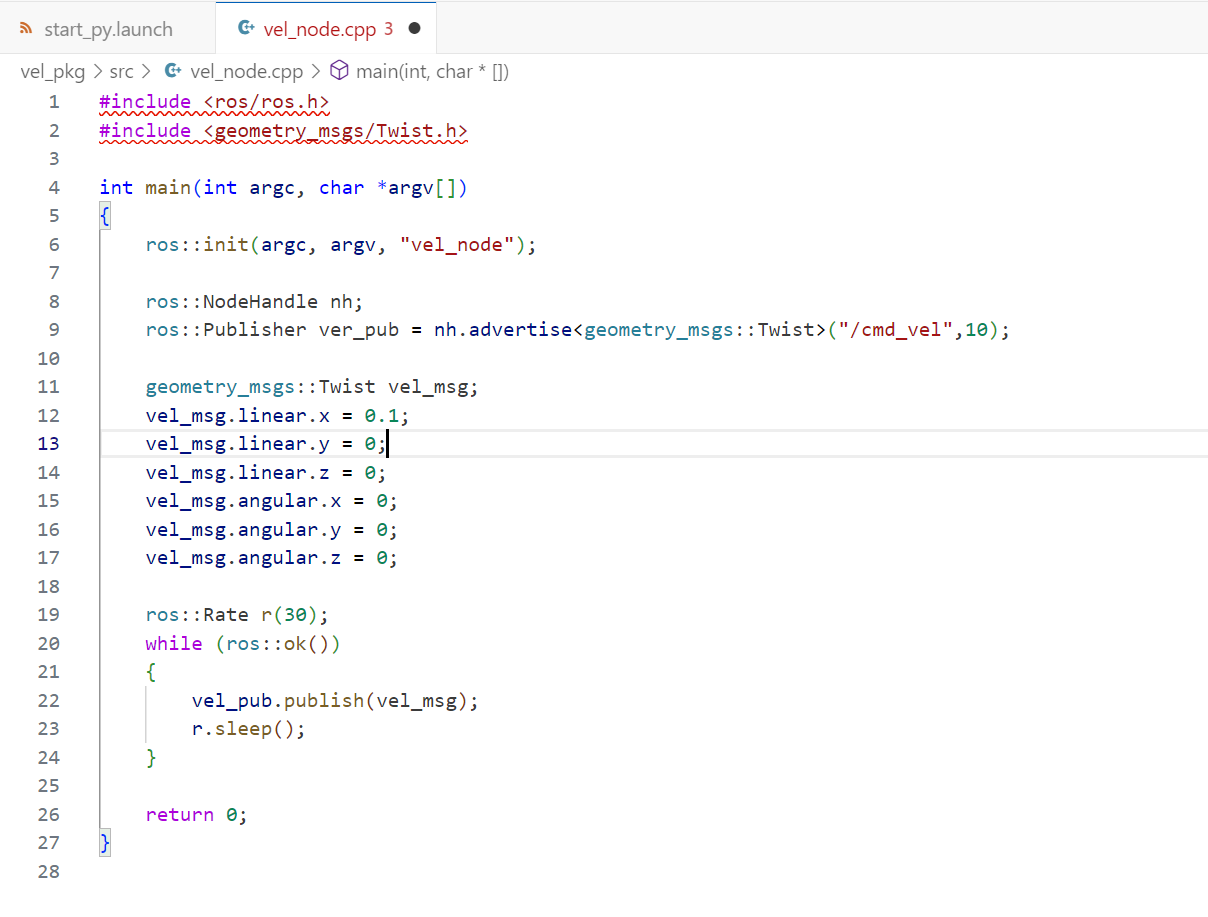 start_py.launch vel_node.cpp 3
vel_pkg > src > vel_node.cpp > main(int, char * [])
1 #include <ros/ros.h>
2 #include <geometry_msgs/Twist.h>
3
4 int main(int argc, char *argv[])
5 {
6     ros::init(argc, argv, "vel_node");
7
8     ros::NodeHandle nh;
9     ros::Publisher ver_pub = nh.advertise<geometry_msgs::Twist>("/cmd_vel",10);
10
11     geometry_msgs::Twist vel_msg;
12     vel_msg.linear.x = 0.1;
13     vel_msg.linear.y = 0;
14     vel_msg.linear.z = 0;
15     vel_msg.angular.x = 0;
16     vel_msg.angular.y = 0;
17     vel_msg.angular.z = 0;
18
19     ros::Rate r(30);
20     while (ros::ok())
21     {
22         vel_pub.publish(vel_msg);
23         r.sleep();
24     }
25
26     return 0;
27 }
28